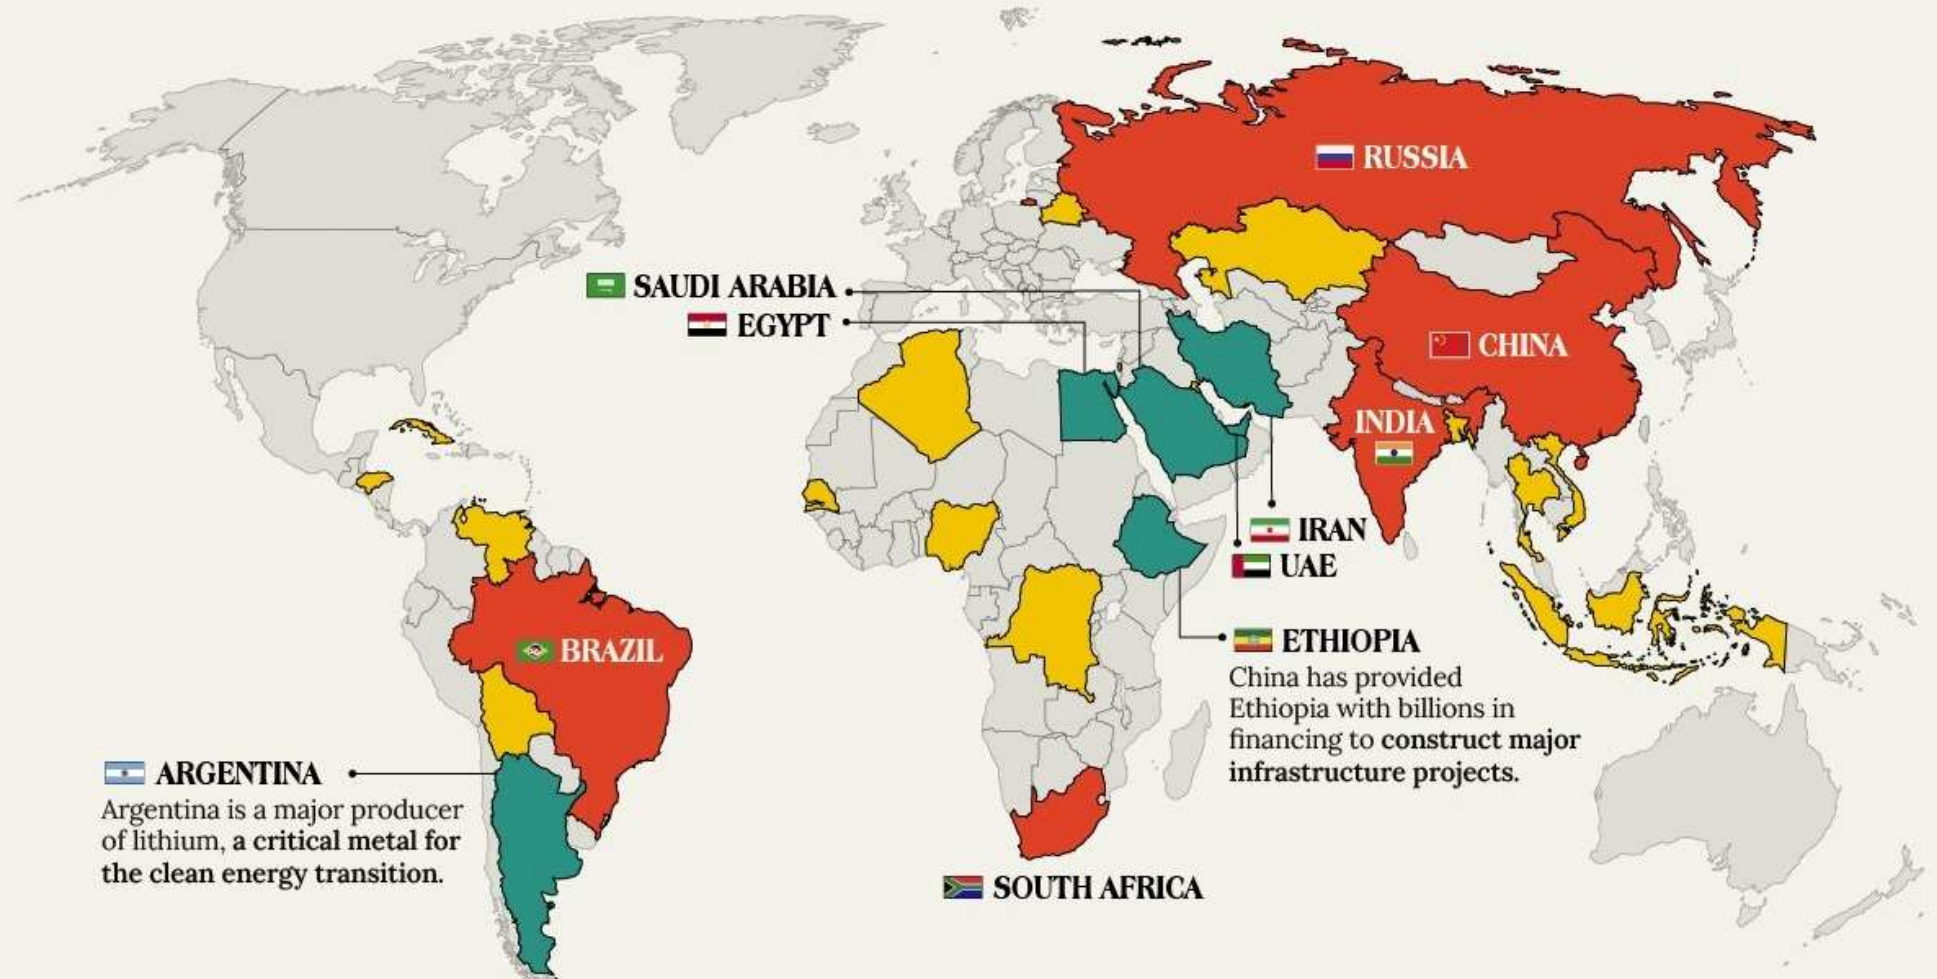 RUSSIA
SAUDI ARABIA
EGYPT
CHINA
INDIA
IRAN
UAE
BRAZIL
ETHIOPIA
China has provided
Ethiopia with billions in
financing to construct major
infrastructure projects.
ARGENTINA
Argentina is a major producer
of lithium, a critical metal for
the clean energy transition.
SOUTH AFRICA